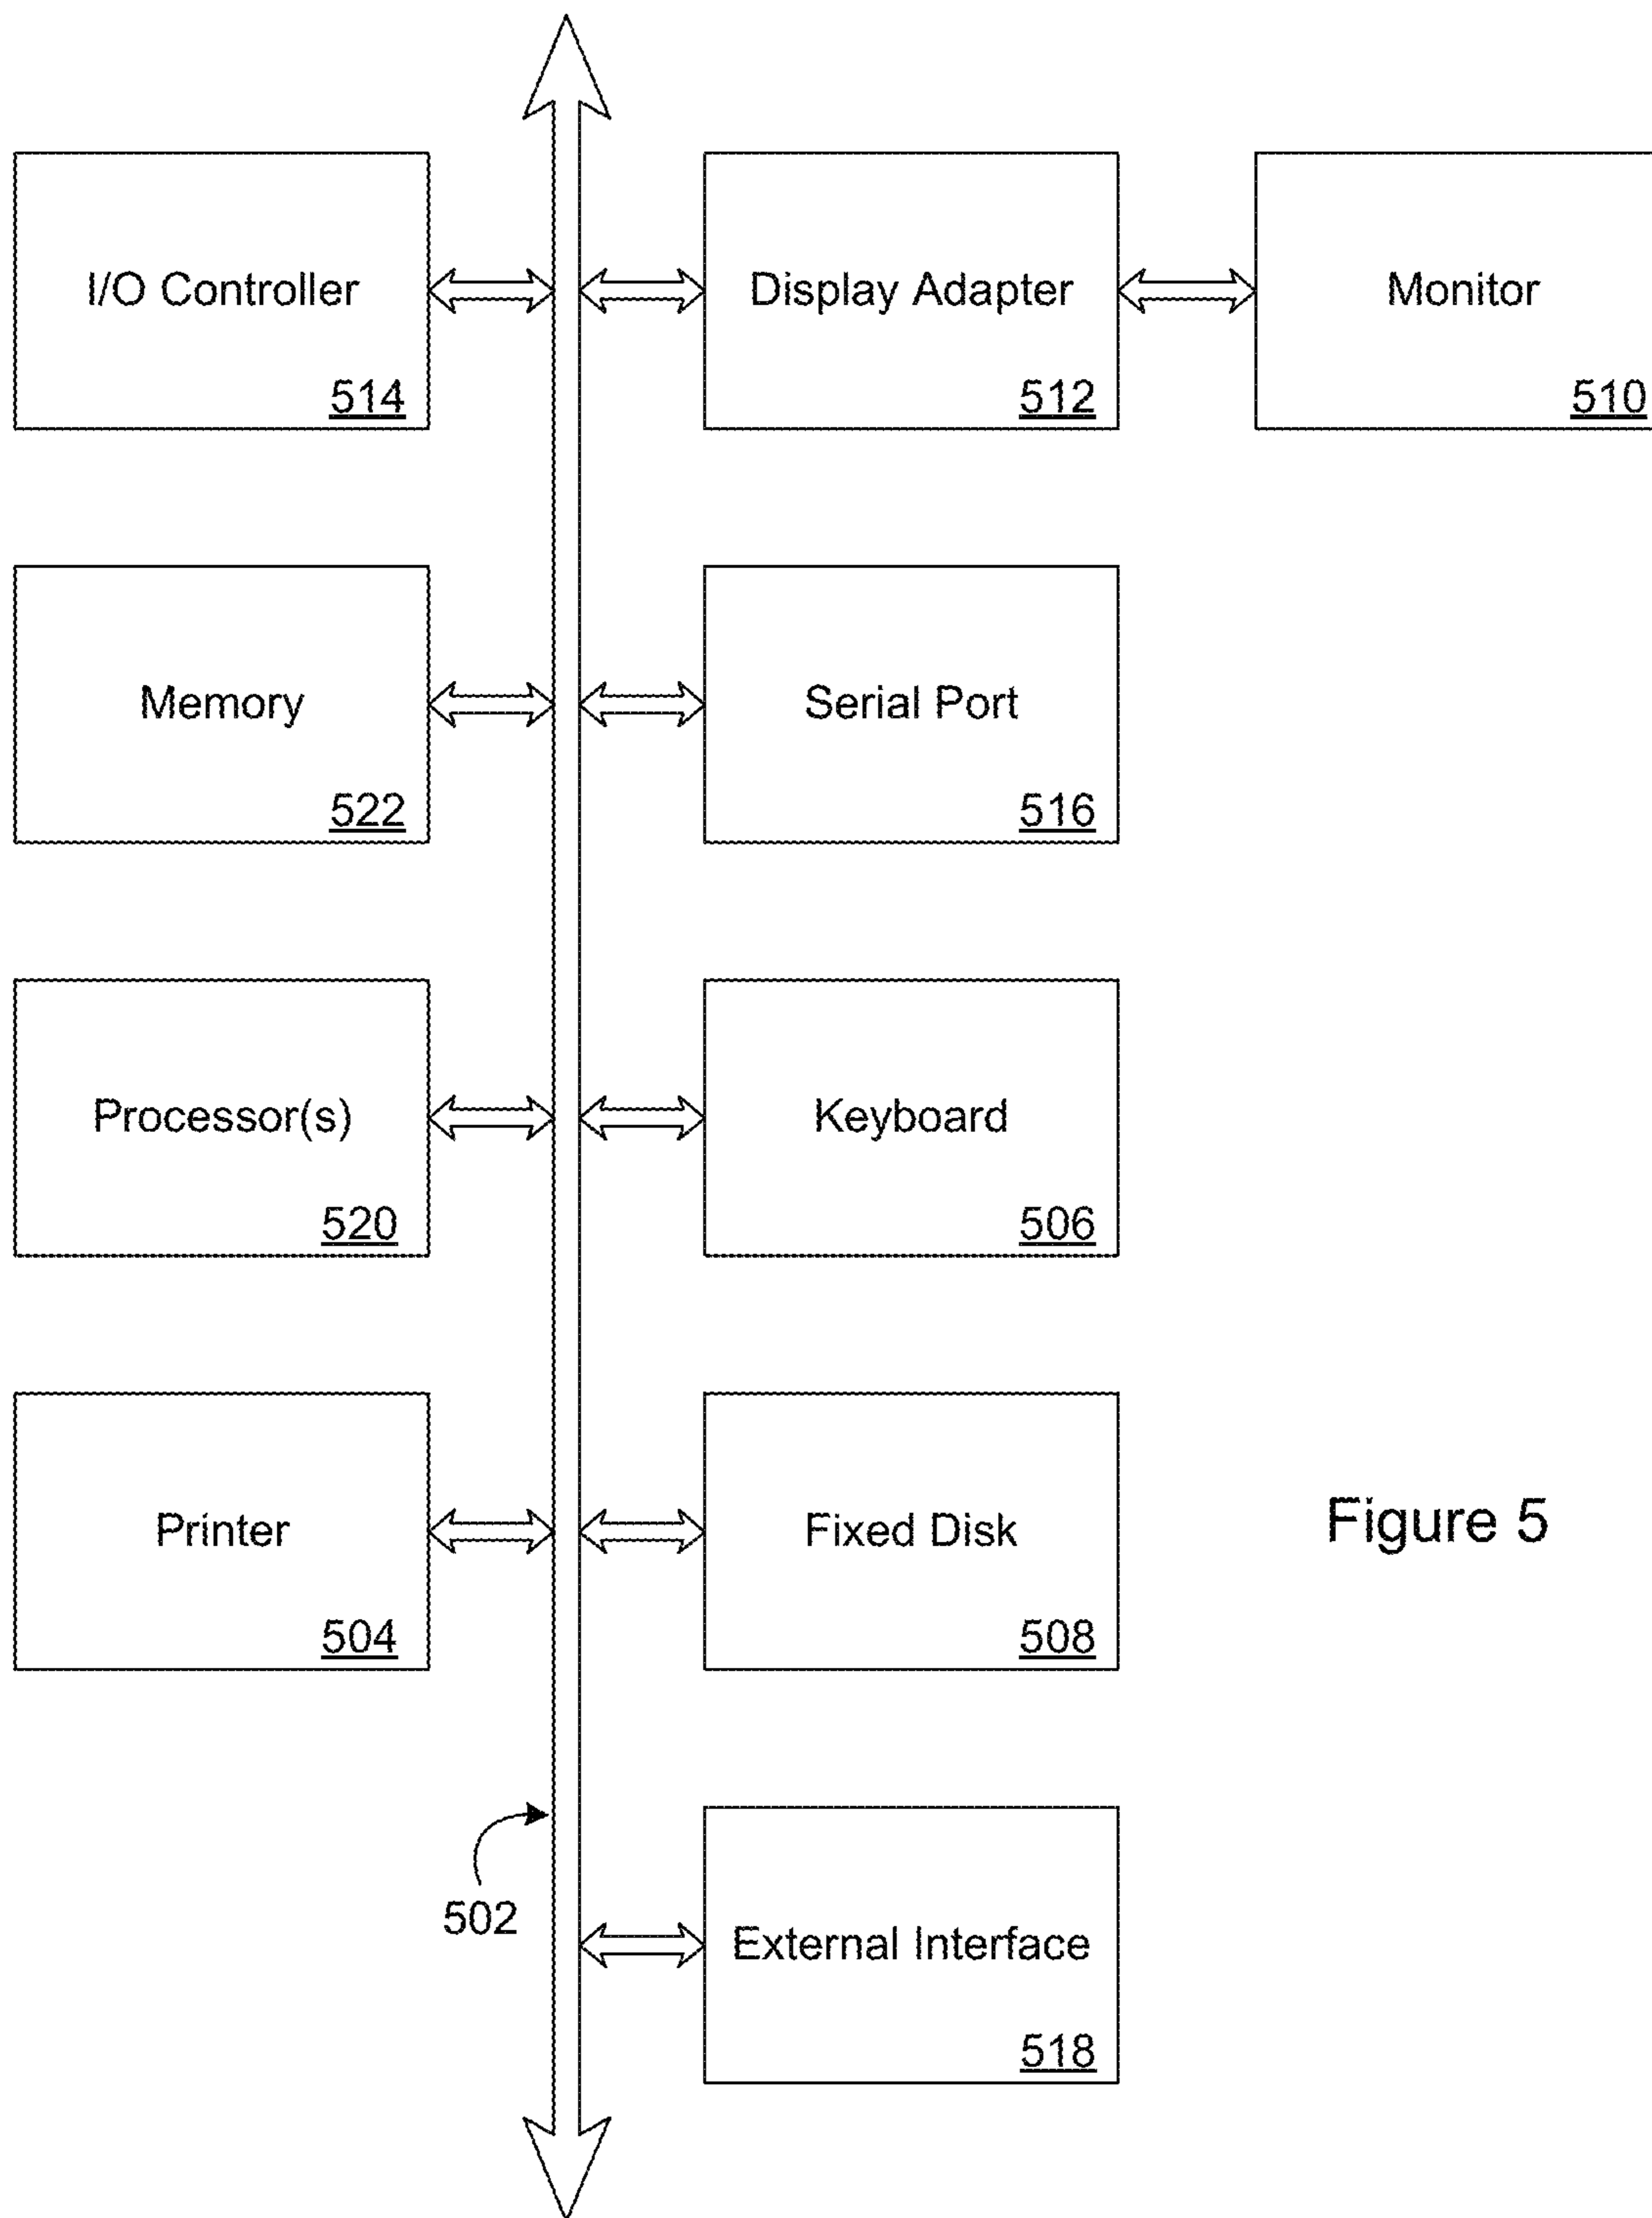 I/O Controller
514
Display Adapter
512
Monitor
510
Memory
522
Serial Port
516
Processor(s)
520
Keyboard
506
Printer
504
Fixed Disk
508
Figure 5
502
External Interface
518